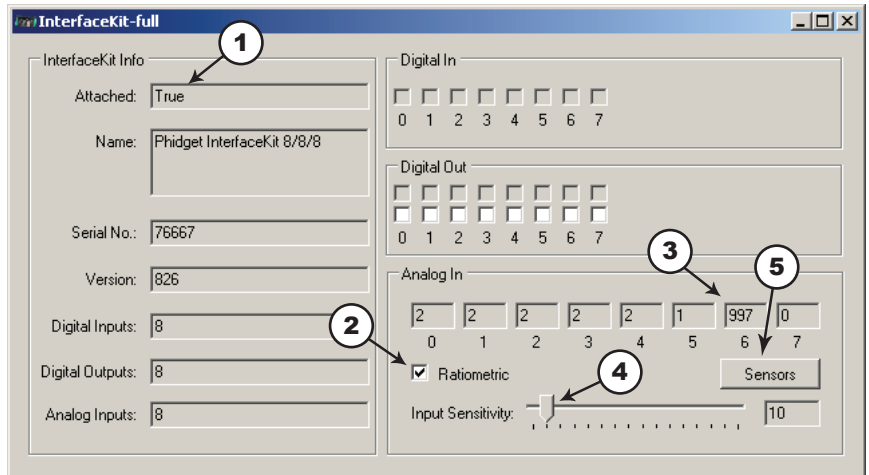 InterfaceKit-full
1
InterfaceKit Info
Attached: True
Name: Phidget InterfaceKit 8/8/8
Serial No.: 76667
Version: 826
Digital Inputs: 8
Digital Outputs: 8
Analog Inputs: 8
Digital In
0 1 2 3 4 5 6 7
Digital Out
0 1 2 3 4 5 6 7
3
5
Analog In
2 2 2 2 2 1 997 0
0 1 2 3 4 5 6 7
2
Ratiometric
4
Sensors
Input Sensitivity: 10